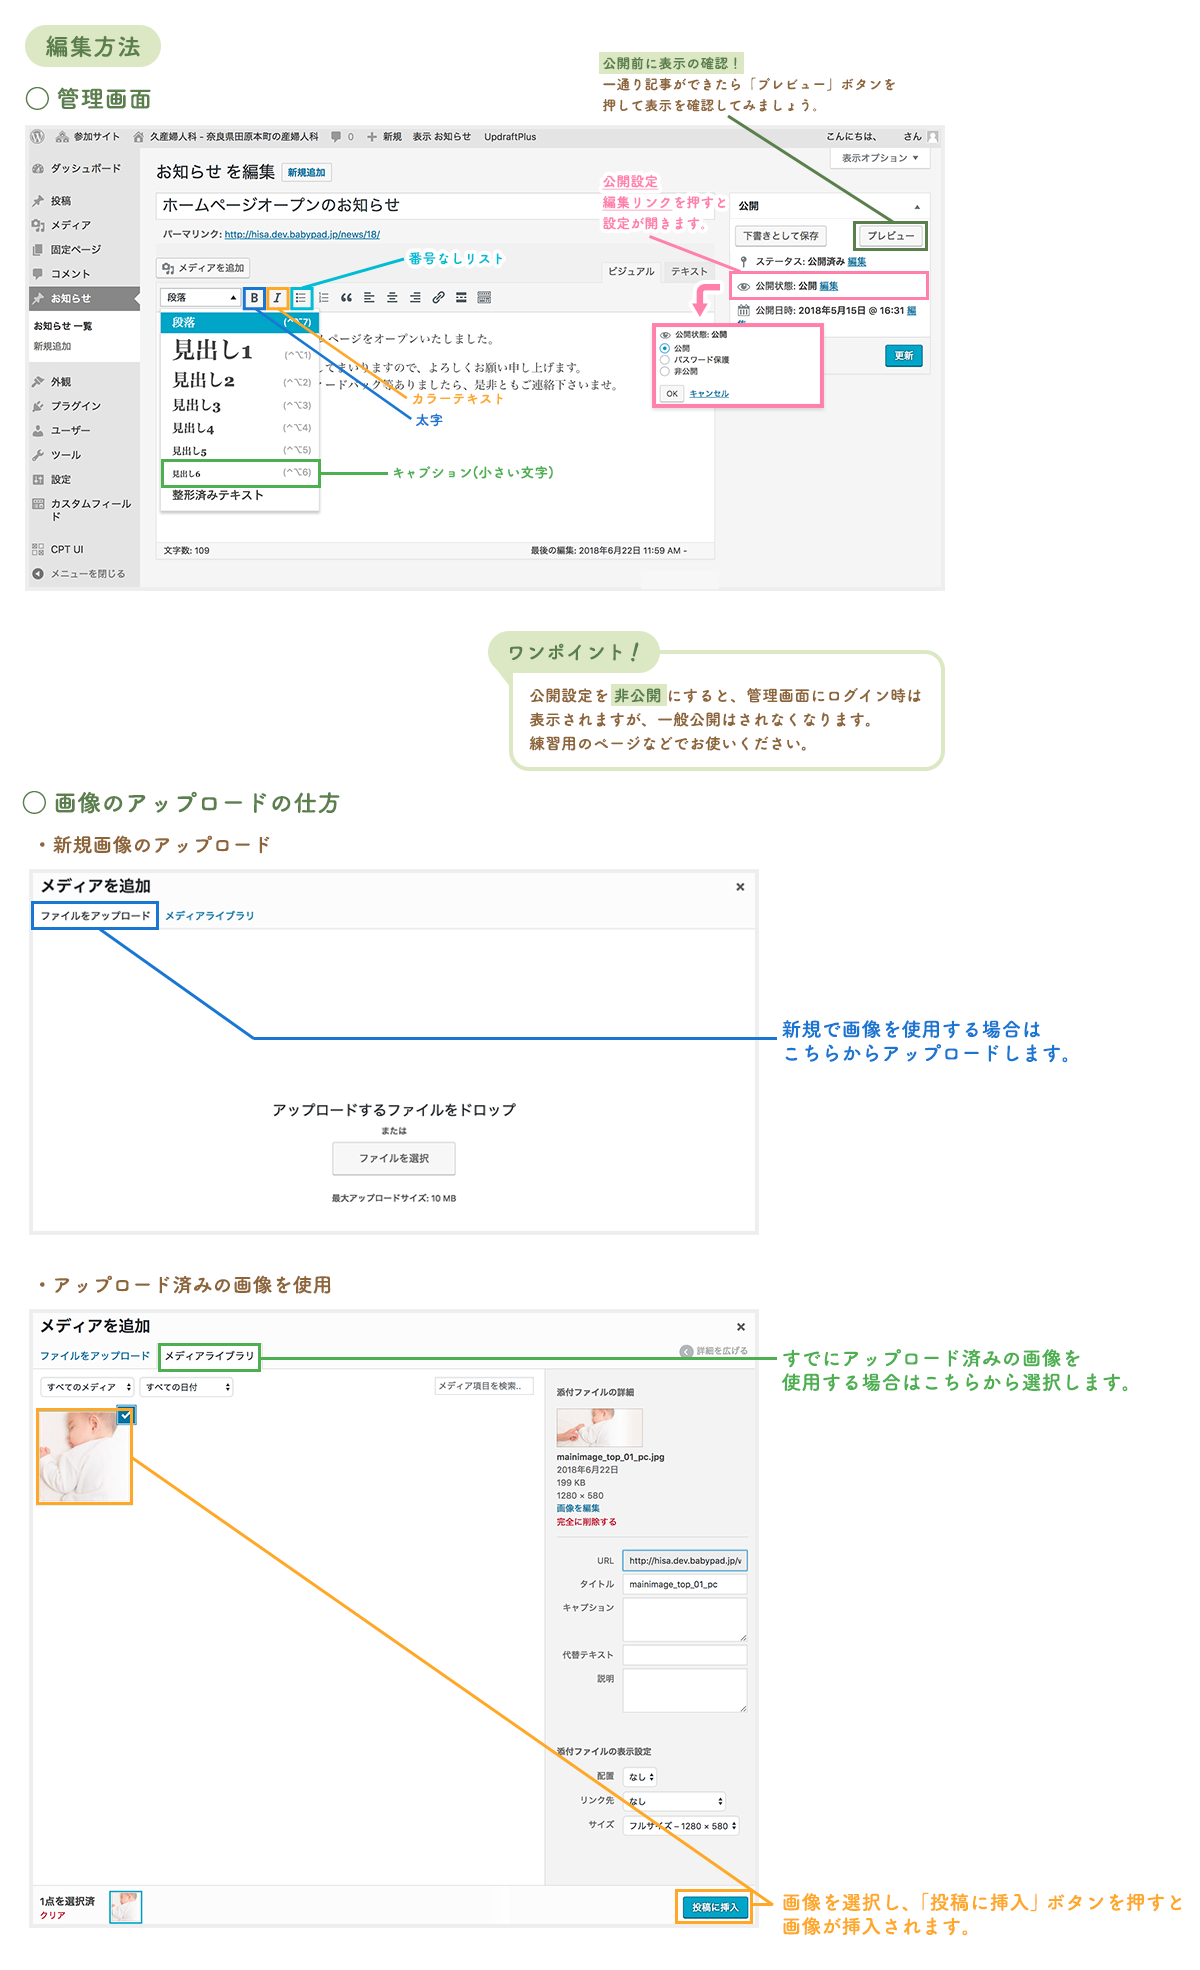 編集方法
管理画面
公開前に表示の確認！
一通り記事ができたら「プレビュー」ボタンを
押して表示を確認してみましょう。
参加サイト 久産婦人科 - 奈良県田原本町の産婦人科 0 新規 表示 お知らせ UpdraftPlus こんにちは、 さん
表示オプション
ダッシュボード
投稿
メディア
固定ページ
コメント
お知らせ
お知らせ 一覧
新規追加
外観
プラグイン
ユーザー
ツール
設定
カスタムフィール
ド
CPT UI
メニューを閉じる
お知らせ を編集 新規追加
ホームページオープンのお知らせ
パーマリンク: http://hisa.dev.babypad.jp/news/18/
メディアを追加
ビジュアル テキスト
番号なしリスト
段落 B I
段落 (^⌥7)
見出し1 (^⌥1)
見出し2 (^⌥2)
見出し3 (^⌥3)
見出し4 (^⌥4)
見出し5 (^⌥5)
見出し6 (^⌥6)
整形済みテキスト
ムページをオープンいたしました。
してまいりますので、よろしくお願い申し上げます。
ィードバック等ありましたら、是非ともご連絡下さいませ。
カラーテキスト
太字
キャプション(小さい文字)
文字数: 109
最後の編集: 2018年6月22日 11:59 AM -
公開設定
編集リンクを押すと
設定が開きます。
公開
下書きとして保存 プレビュー
ステータス: 公開済み 編集
公開状態: 公開 編集
公開日時: 2018年5月15日 @ 16:31 編
集
更新
公開状態: 公開
公開
パスワード保護
非公開
OK キャンセル
ワンポイント！
公開設定を 非公開 にすると、管理画面にログイン時は
表示されますが、一般公開はされなくなります。
練習用のページなどでお使いください。
画像のアップロードの仕方
・新規画像のアップロード
メディアを追加
ファイルをアップロード メディアライブラリ
新規で画像を使用する場合は
こちらからアップロードします。
アップロードするファイルをドロップ
または
ファイルを選択
最大アップロードサイズ: 10 MB
・アップロード済みの画像を使用
メディアを追加
ファイルをアップロード メディアライブラリ
詳細を広げる
すでにアップロード済みの画像を
使用する場合はこちらから選択します。
すべてのメディア すべての日付 メディア項目を検索..
添付ファイルの詳細
mainimage_top_01_pc.jpg
2018年6月22日
199 KB
1280 × 580
画像を編集
完全に削除する
URL http://hisa.dev.babypad.jp/v
タイトル mainimage_top_01_pc
キャプション
代替テキスト
説明
添付ファイルの表示設定
配置 なし
リンク先 なし
サイズ フルサイズ – 1280 × 580
1点を選択済
クリア
投稿に挿入
画像を選択し、「投稿に挿入」ボタンを押すと
画像が挿入されます。